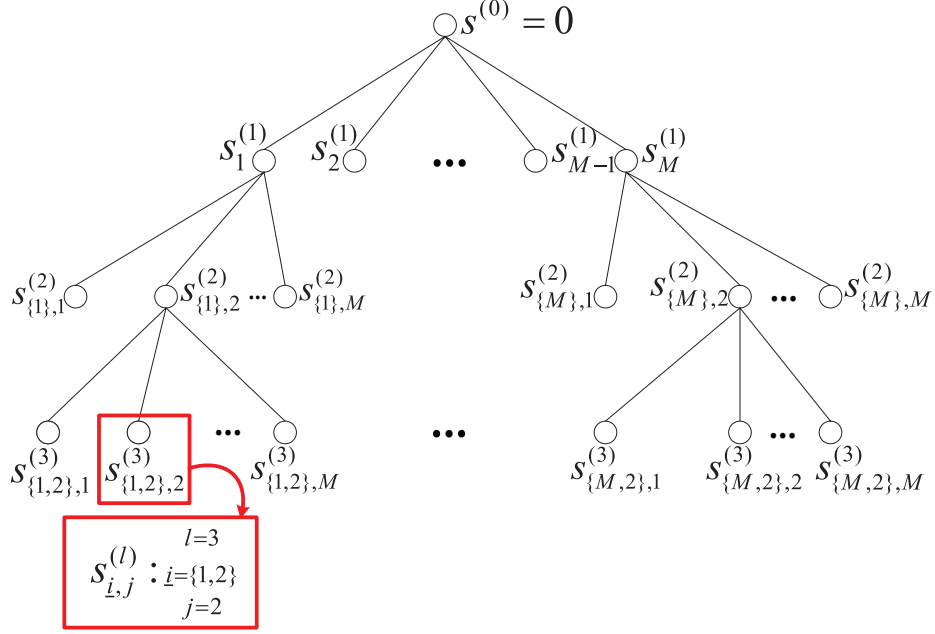 s^{(0)} = 0
s_1^{(1)} s_2^{(1)} ... s_{M-1}^{(1)} s_M^{(1)}
s_{\{1\},1}^{(2)} s_{\{1\},2}^{(2)} ... s_{\{1\},M}^{(2)} s_{\{M\},1}^{(2)} s_{\{M\},2}^{(2)} ... s_{\{M\},M}^{(2)}
... ... ...
s_{\{1,2\},1}^{(3)} s_{\{1,2\},2}^{(3)} s_{\{1,2\},M}^{(3)} s_{\{M,2\},1}^{(3)} s_{\{M,2\},2}^{(3)} s_{\{M,2\},M}^{(3)}
l=3
s_{\underline{i},j}^{(l)} : \underline{i}=\{1,2\}
j=2